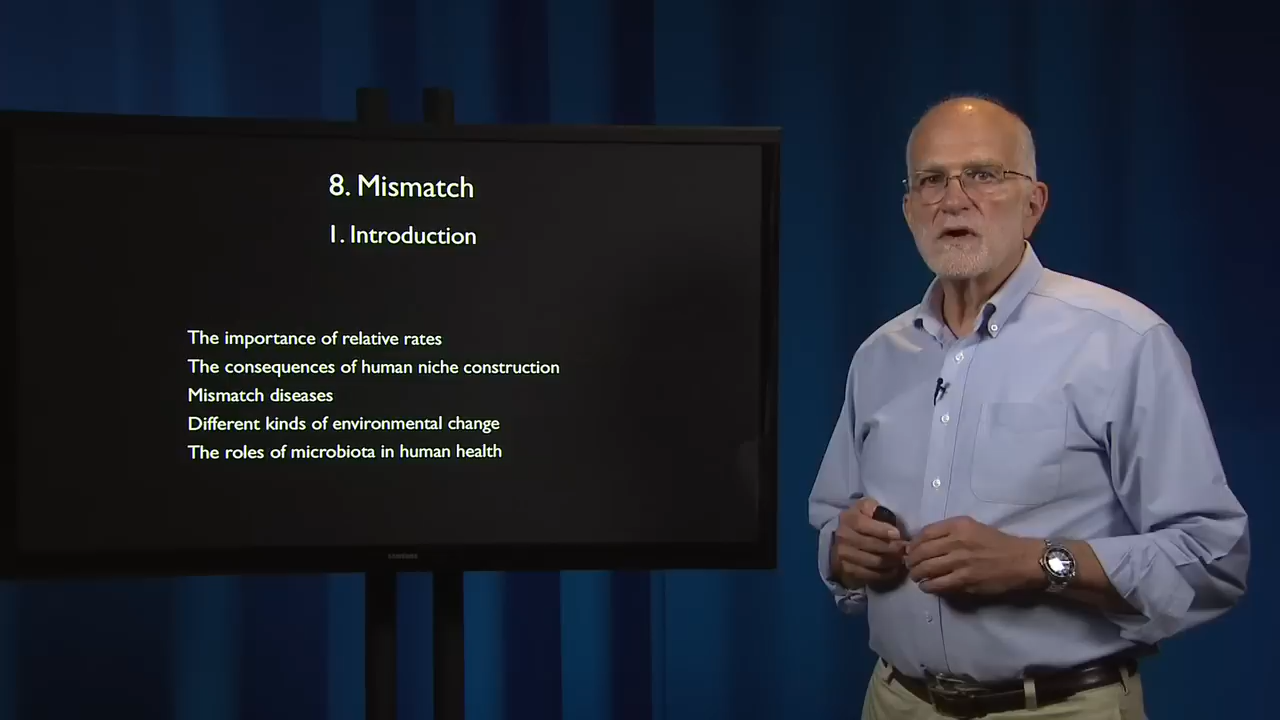 8. Mismatch
1. Introduction
The importance of relative rates
The consequences of human niche construction
Mismatch diseases
Different kinds of environmental change
The roles of microbiota in human health
SAMSUNG